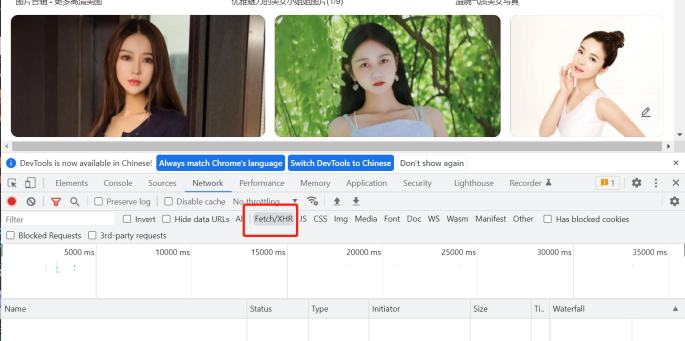 图片合辑 - 更多高清美图 优雅魅力的美女小姐姐图片(1/9) 温婉气质美女写真
DevTools is now available in Chinese! Always match Chrome's language Switch DevTools to Chinese Don't show again
Elements Console Sources Network Performance Memory Application Security Lighthouse Recorder 1
Preserve log Disable cache No throttling
Filter Invert Hide data URLs Al Fetch/XHR JS CSS Img Media Font Doc WS Wasm Manifest Other Has blocked cookies
Blocked Requests 3rd-party requests
5000 ms 10000 ms 15000 ms 20000 ms 25000 ms 30000 ms 35000 ms
Name Status Type Initiator Size Ti... Waterfall